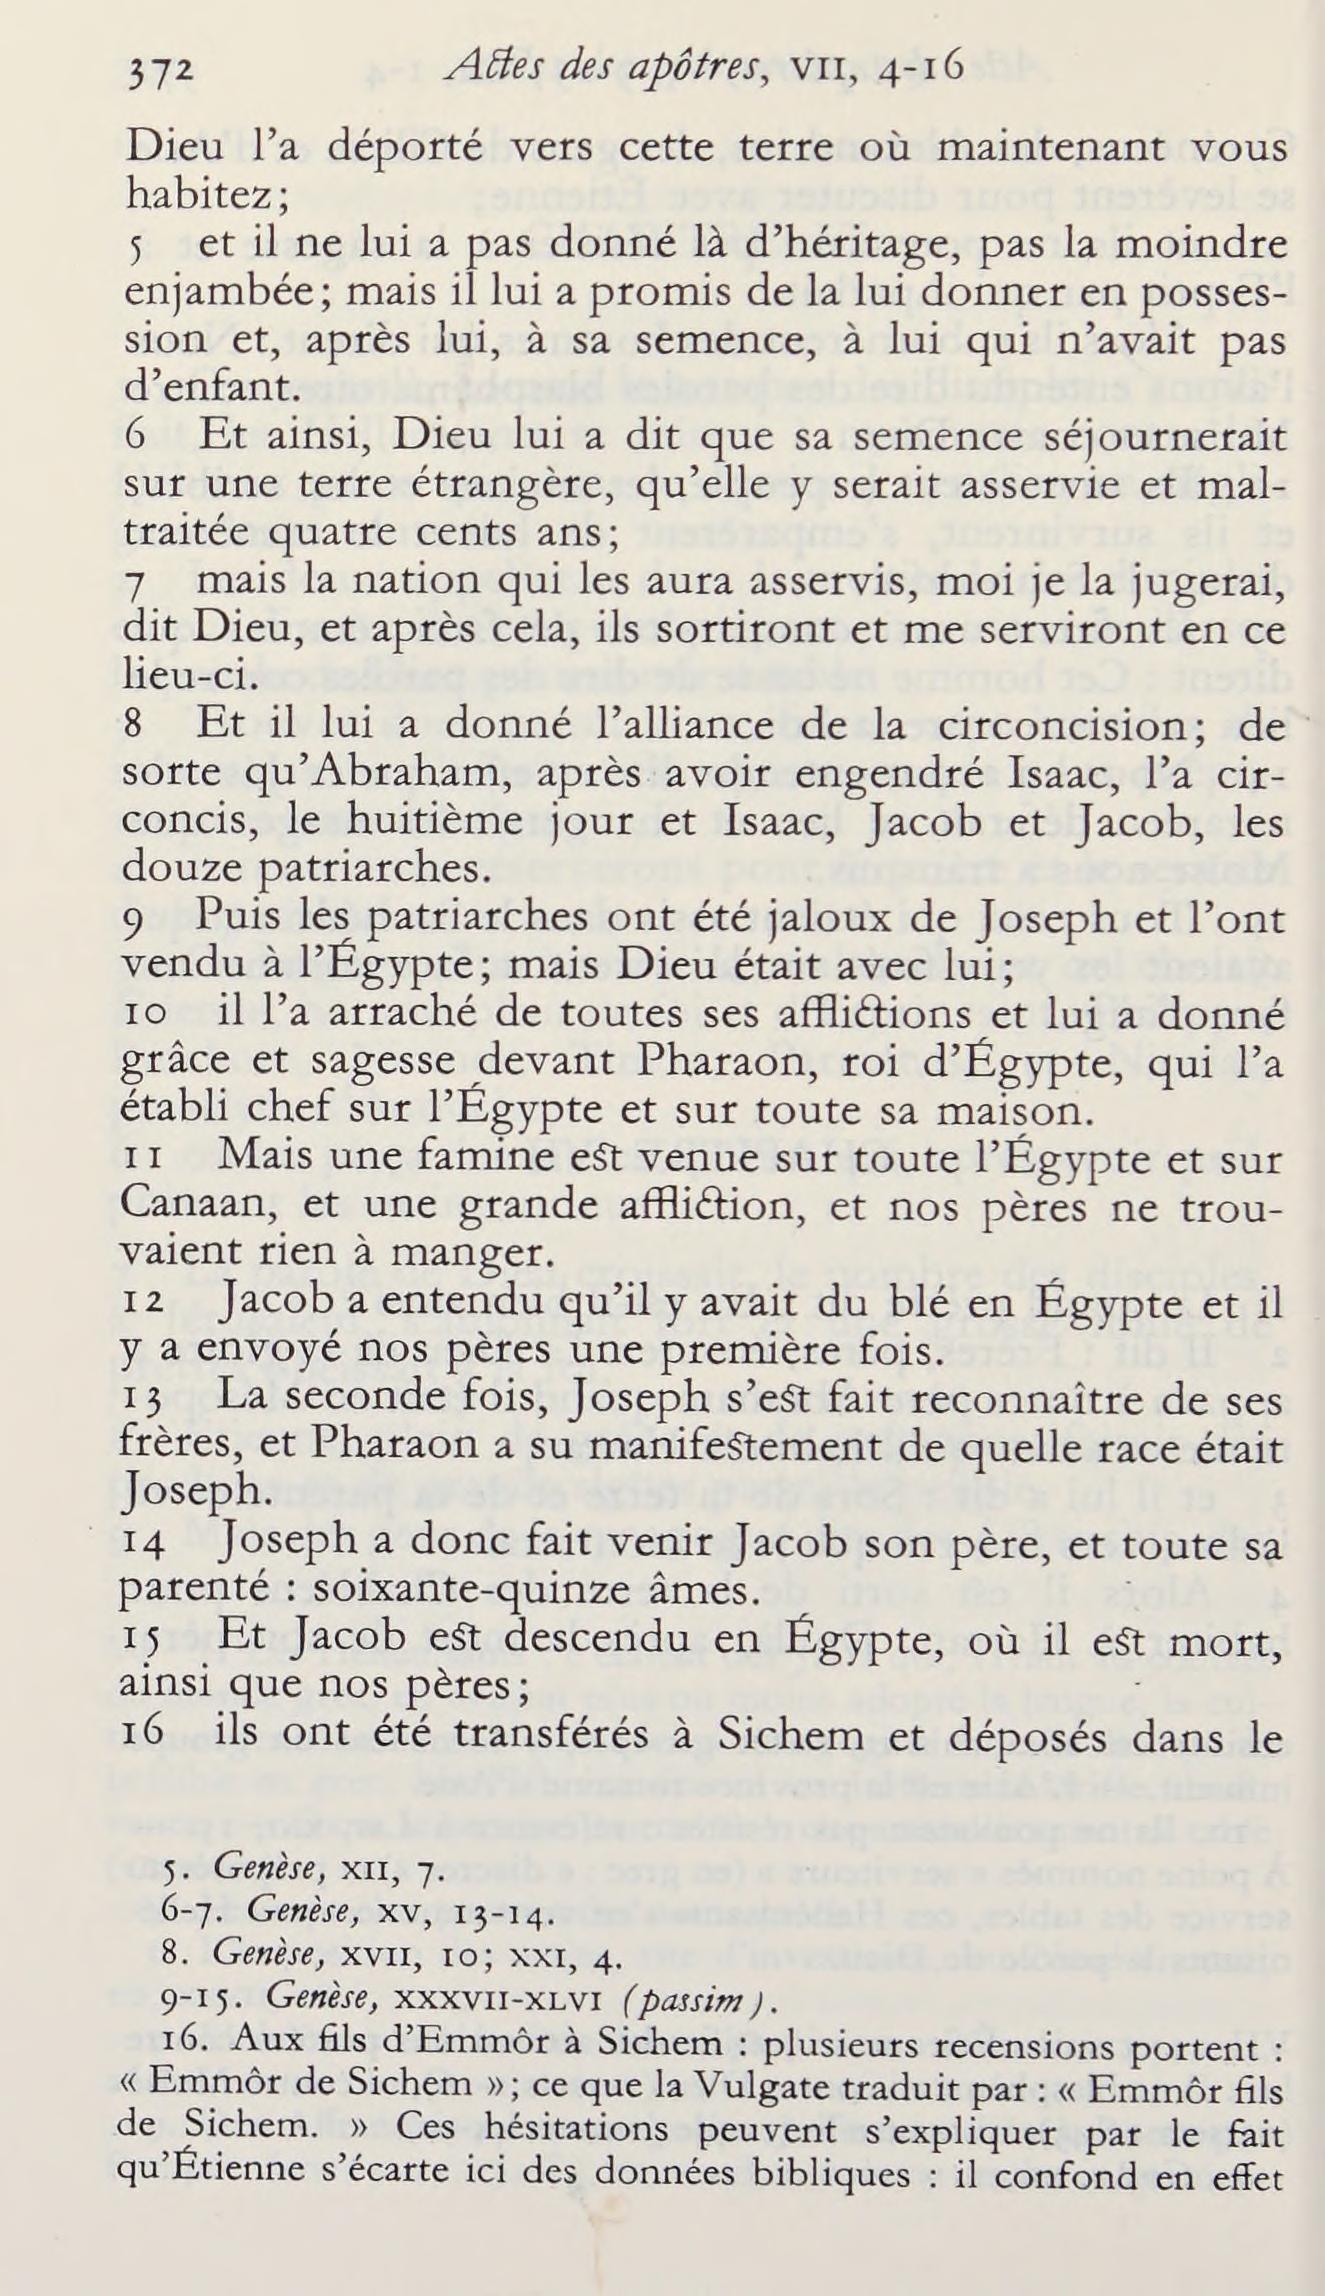 372 Actes des apôtres, VII, 4-16
Dieu l’a déporté vers cette terre où maintenant vous
habitez;
5 et il ne lui a pas donné là d’héritage, pas la moindre
enjambée; mais il lui a promis de la lui donner en posses-
sion et, après lui, à sa semence, à lui qui n’avait pas
d’enfant.
6 Et ainsi, Dieu lui a dit que sa semence séjournerait
sur une terre étrangère, qu’elle y serait asservie et mal-
traitée quatre cents ans;
7 mais la nation qui les aura asservis, moi je la jugerai,
dit Dieu, et après cela, ils sortiront et me serviront en ce
lieu-ci.
8 Et il lui a donné l’alliance de la circoncision; de
sorte qu’Abraham, après avoir engendré Isaac, l’a cir-
concis, le huitième jour et Isaac, Jacob et Jacob, les
douze patriarches.
9 Puis les patriarches ont été jaloux de Joseph et l’ont
vendu à l’Égypte; mais Dieu était avec lui;
10 il l’a arraché de toutes ses afflictions et lui a donné
grâce et sagesse devant Pharaon, roi d’Égypte, qui l’a
établi chef sur l’Égypte et sur toute sa maison.
11 Mais une famine est venue sur toute l’Égypte et sur
Canaan, et une grande affliction, et nos pères ne trou-
vaient rien à manger.
12 Jacob a entendu qu’il y avait du blé en Égypte et il
y a envoyé nos pères une première fois.
13 La seconde fois, Joseph s’est fait reconnaître de ses
frères, et Pharaon a su manifestement de quelle race était
Joseph.
14 Joseph a donc fait venir Jacob son père, et toute sa
parenté : soixante-quinze âmes.
15 Et Jacob est descendu en Égypte, où il est mort,
ainsi que nos pères;
16 ils ont été transférés à Sichem et déposés dans le
5. Genèse, XII, 7.
6-7. Genèse, XV, 13-14.
8. Genèse, XVII, 10; XXI, 4.
9-15. Genèse, XXXVII-XLVI (passim).
16. Aux fils d’Emmôr à Sichem : plusieurs recensions portent :
« Emmôr de Sichem »; ce que la Vulgate traduit par : « Emmôr fils
de Sichem. » Ces hésitations peuvent s’expliquer par le fait
qu’Étienne s’écarte ici des données bibliques : il confond en effet